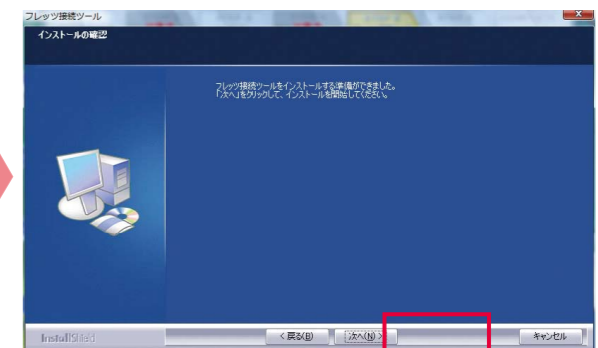 フレッツ接続ツール
インストールの確認
フレッツ接続ツールをインストールする準備ができました。
「次へ」をクリックして、インストールを開始してください。
InstallShield
< 戻る(B)
次へ(N) >
キャンセル